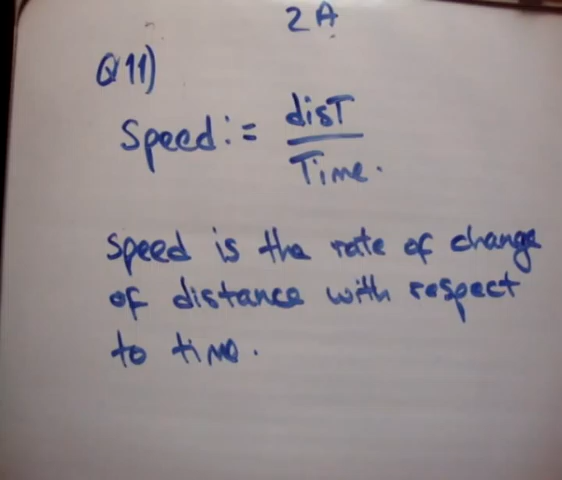 2A
Q11)
Speed:= disT
Time.
Speed is the rate of change
of distance with respect
to time.